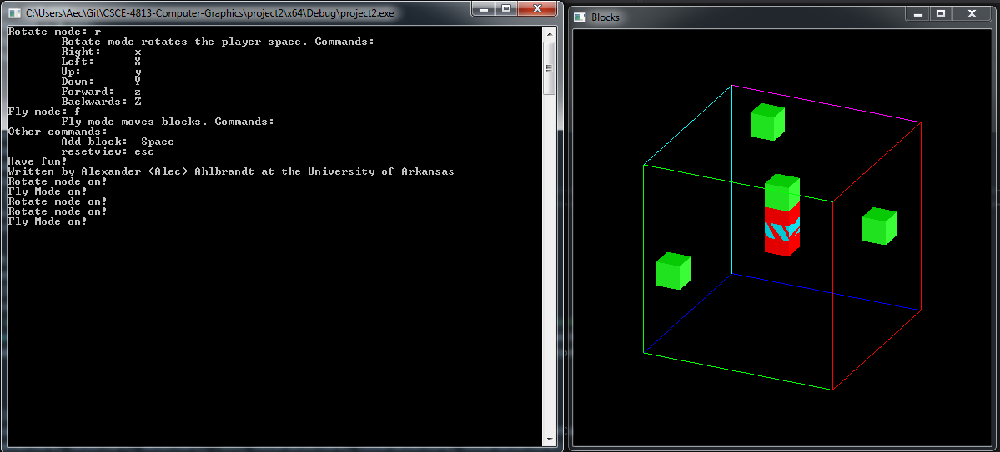 C:\Users\Aec\Git\CSCE-4813-Computer-Graphics\project2\x64\Debug\project2.exe
Rotate mode: r
Rotate mode rotates the player space. Commands:
Right: x
Left: X
Up: y
Down: Y
Forward: z
Backwards: Z
Fly mode: f
Fly mode moves blocks. Commands:
Other commands:
Add block: Space
resetview: esc
Have fun!
Written by Alexander (Alec) Ahlbrandt at the University of Arkansas
Rotate mode on!
Fly Mode on!
Rotate mode on!
Rotate mode on!
Fly Mode on!
Blocks